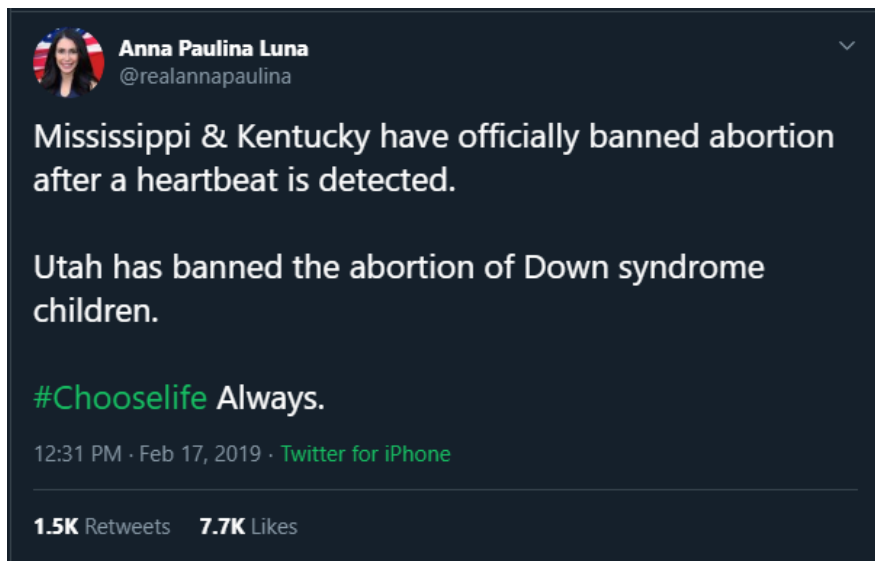 Anna Paulina Luna
@realannapaulina
Mississippi & Kentucky have officially banned abortion
after a heartbeat is detected.
Utah has banned the abortion of Down syndrome
children.
#Chooselife Always.
12:31 PM · Feb 17, 2019 · Twitter for iPhone
1.5K Retweets 7.7K Likes